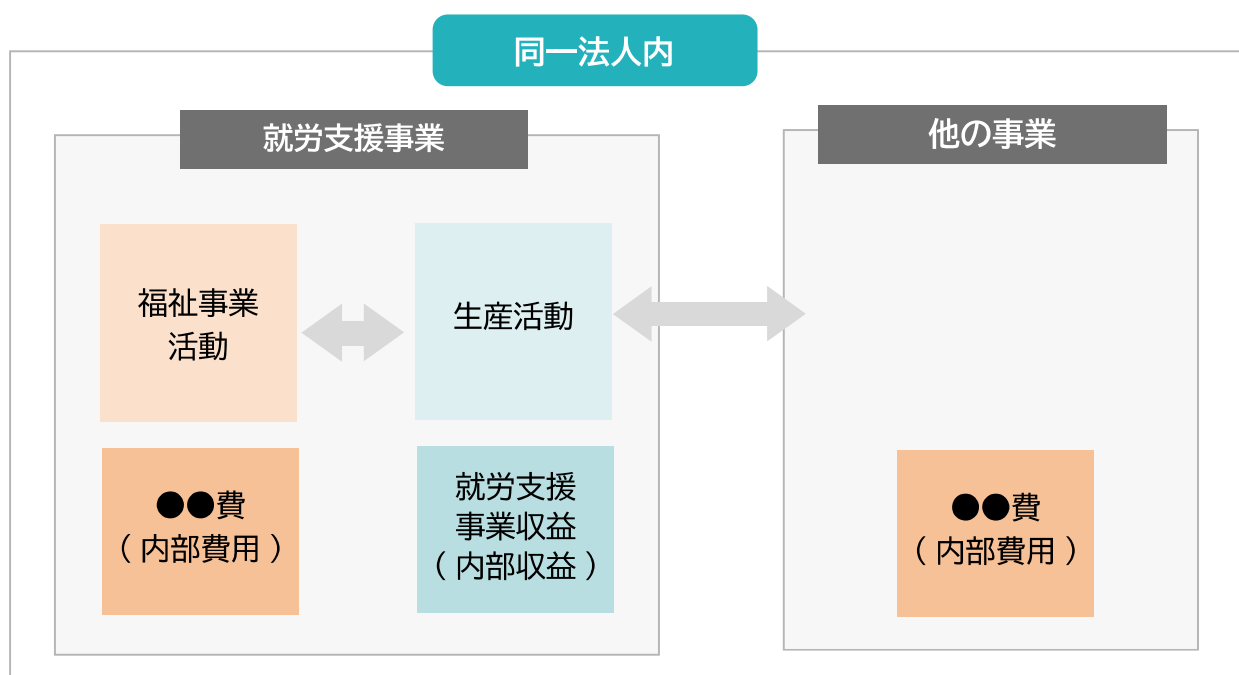 同一法人内
就労支援事業
他の事業
福祉事業
活動
生産活動
●●費
（ 内部費用 ）
就労支援
事業収益
（ 内部収益 ）
●●費
（ 内部費用 ）